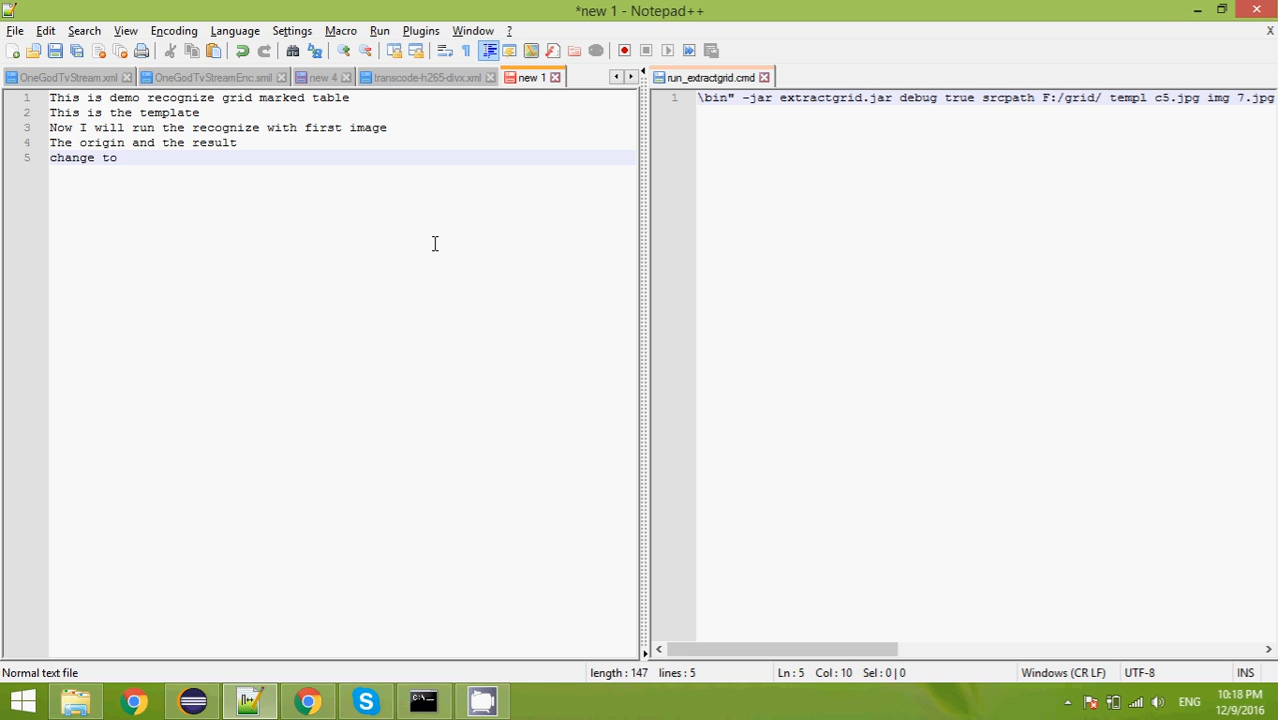 *new 1 - Notepad++
File Edit Search View Encoding Language Settings Macro Run Plugins Window ? X
OneGodTvStream.xml OneGodTvStreamEnc.smil new 4 transcode-h265-divx.xml new 1 run_extractgrid.cmd
1 This is demo recognize grid marked table
2 This is the template
3 Now I will run the recognize with first image
4 The origin and the result
5 change to
1 \bin" -jar extractgrid.jar debug true srcpath F:/grid/ templ c5.jpg img 7.jpg
Normal text file length : 147 lines : 5 Ln : 5 Col : 10 Sel : 0 | 0 Windows (CR LF) UTF-8 INS
ENG 10:18 PM
12/9/2016